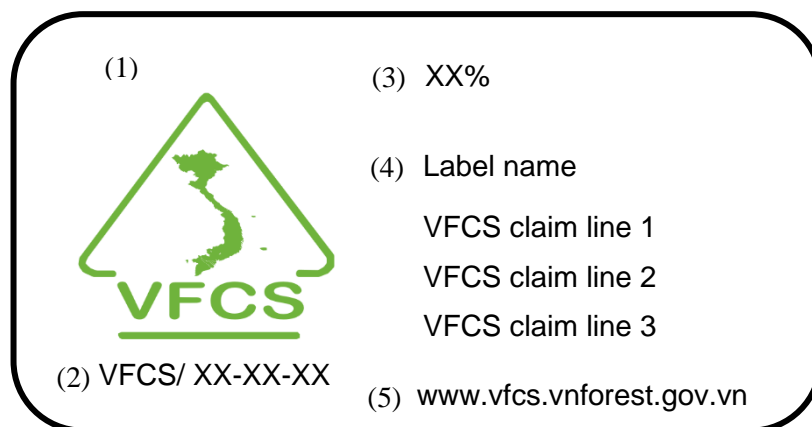 (1)
VFCS
(2) VFCS/ XX-XX-XX
(3) XX%
(4) Label name
VFCS claim line 1
VFCS claim line 2
VFCS claim line 3
(5) www.vfcs.vnforest.gov.vn